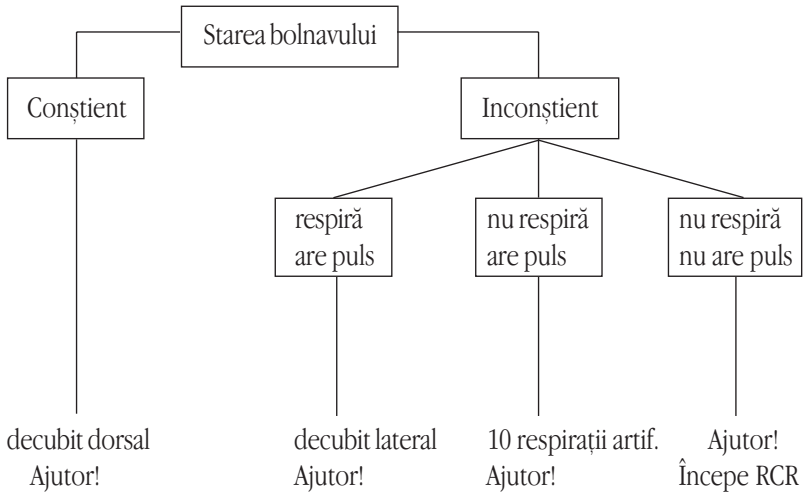 Starea bolnavului
Conștient
Inconștient
respiră
are puls
nu respiră
are puls
nu respiră
nu are puls
decubit dorsal
Ajutor!
decubit lateral
Ajutor!
10 respirații artif.
Ajutor!
Ajutor!
Începe RCR